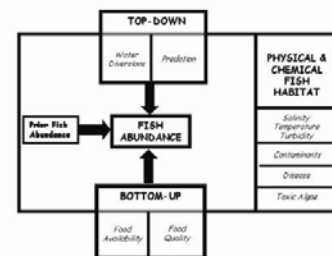 TOP-DOWN
Water
Diversions
Predation
PHYSICAL &
CHEMICAL
FISH
HABITAT
Prior Fish
Abundance
FISH
ABUNDANCE
Salinity
Temperature
Turbidity
Contaminants
Disease
Toxic Algae
BOTTOM-UP
Food
Availability
Food
Quality